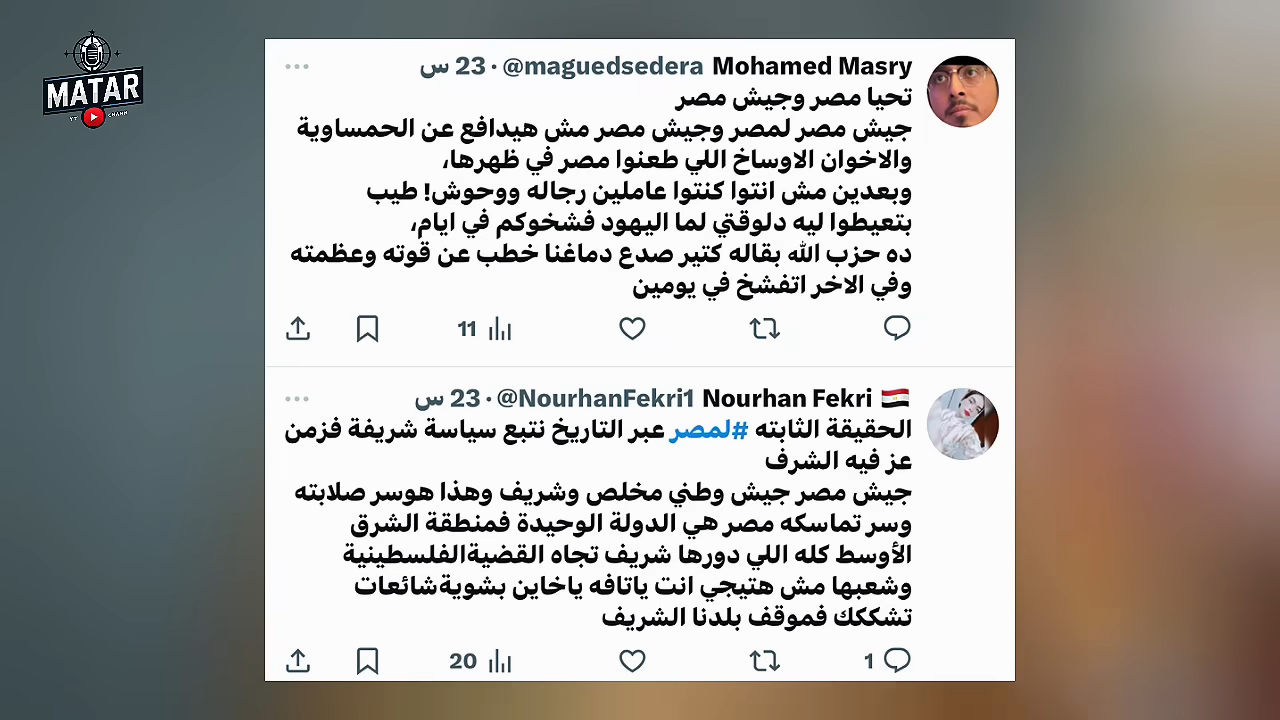 MATAR
YT CHANN
Mohamed Masry @maguedsedera · 23 س
تحيا مصر وجيش مصر
جيش مصر لمصر وجيش مصر مش هيدافع عن الحمساوية
والاخوان الاوساخ اللي طعنوا مصر في ظهرها،
وبعدين مش انتوا كنتوا عاملين رجاله ووحوش! طيب
بتعيطوا ليه دلوقتي لما اليهود فشخوكم في ايام،
ده حزب الله بقاله كتير صدع دماغنا خطب عن قوته وعظمته
وفي الاخر اتفشخ في يومين
11
Nourhan Fekri 🇪🇬 @NourhanFekri1 · 23 س
الحقيقة الثابته #لمصر عبر التاريخ نتبع سياسة شريفة فزمن
عز فيه الشرف
جيش مصر جيش وطني مخلص وشريف وهذا هوسر صلابته
وسر تماسكه مصر هي الدولة الوحيدة فمنطقة الشرق
الأوسط كله اللي دورها شريف تجاه القضيةالفلسطينية
وشعبها مش هتيجي انت ياتافه ياخاين بشويةشائعات
تشككك فموقف بلدنا الشريف
1 20